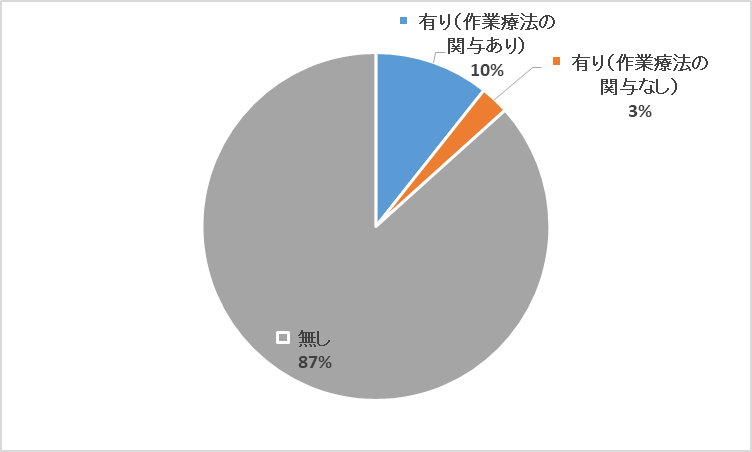 有り(作業療法の
関与あり)
10%
有り(作業療法の
関与なし)
3%
無し
87%